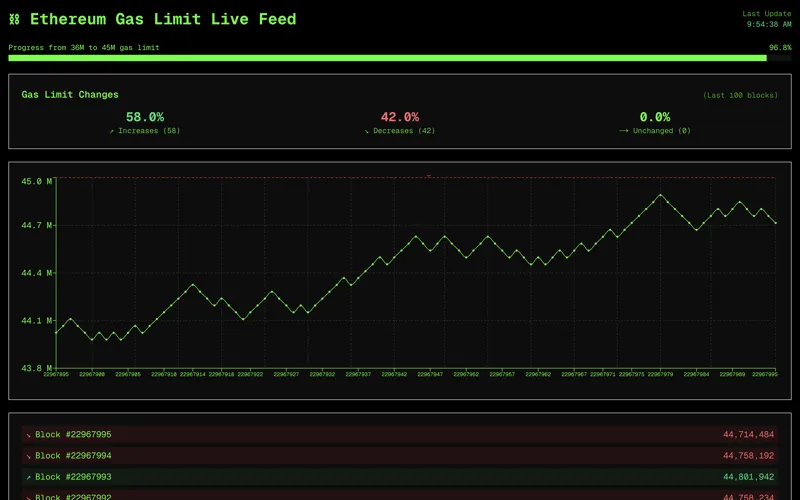 Ethereum Gas Limit Live Feed
Last Update
9:54:38 AM
Progress from 36M to 45M gas limit
96.8%
Gas Limit Changes
(Last 100 blocks)
58.0%
42.0%
0.0%
↗ Increases (58)
↘ Decreases (42)
⟶ Unchanged (0)
45.0 M
44.7 M
44.4 M
44.1 M
43.8 M
22967895 22967900 22967905 22967910 22967914 22967918 22967922 22967927 22967932 22967937 22967942 22967947 22967952 22967957 22967962 22967967 22967971 22967975 22967979 22967984 22967989 22967995
↘ Block #22967995
44,714,484
↘ Block #22967994
44,758,192
↗ Block #22967993
44,801,942
↘ Block #22967992
44,758,234